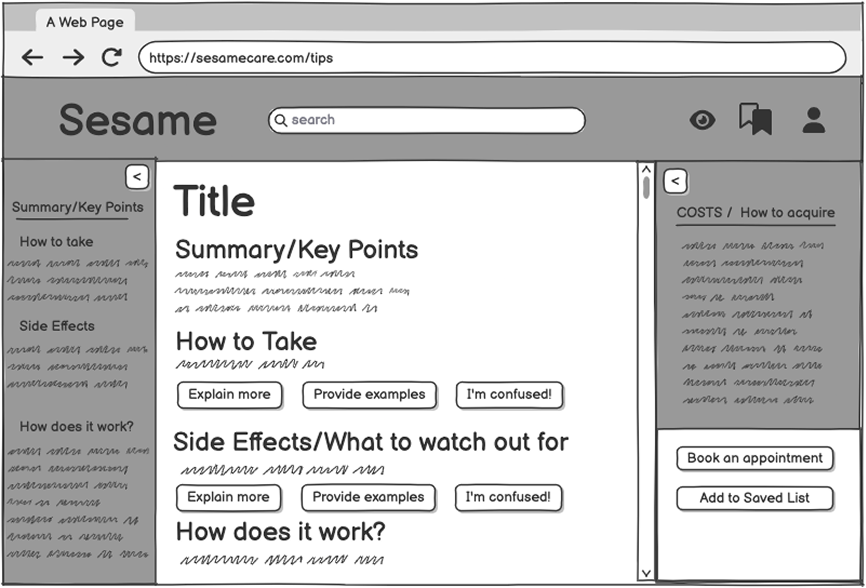 A Web Page
https://sesamecare.com/tips
Sesame
search
<
Summary/Key Points
How to take
Side Effects
How does it work?
Title
Summary/Key Points
How to Take
Explain more
Provide examples
I'm confused!
Side Effects/What to watch out for
Explain more
Provide examples
I'm confused!
How does it work?
<
COSTS / How to acquire
Book an appointment
Add to Saved List